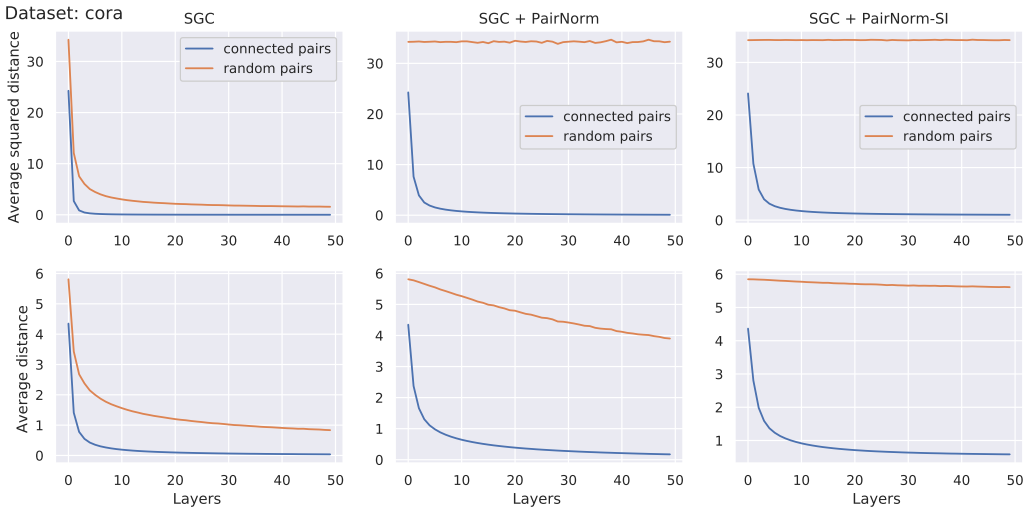 Dataset: cora
SGC
SGC + PairNorm
SGC + PairNorm-SI
Average squared distance
30
20
10
0
connected pairs
random pairs
0 10 20 30 40 50
30
20
10
0
connected pairs
random pairs
0 10 20 30 40 50
30
20
10
0
connected pairs
random pairs
0 10 20 30 40 50
Average distance
6
5
4
3
2
1
0
0 10 20 30 40 50
Layers
6
5
4
3
2
1
0
0 10 20 30 40 50
Layers
6
5
4
3
2
1
0 10 20 30 40 50
Layers